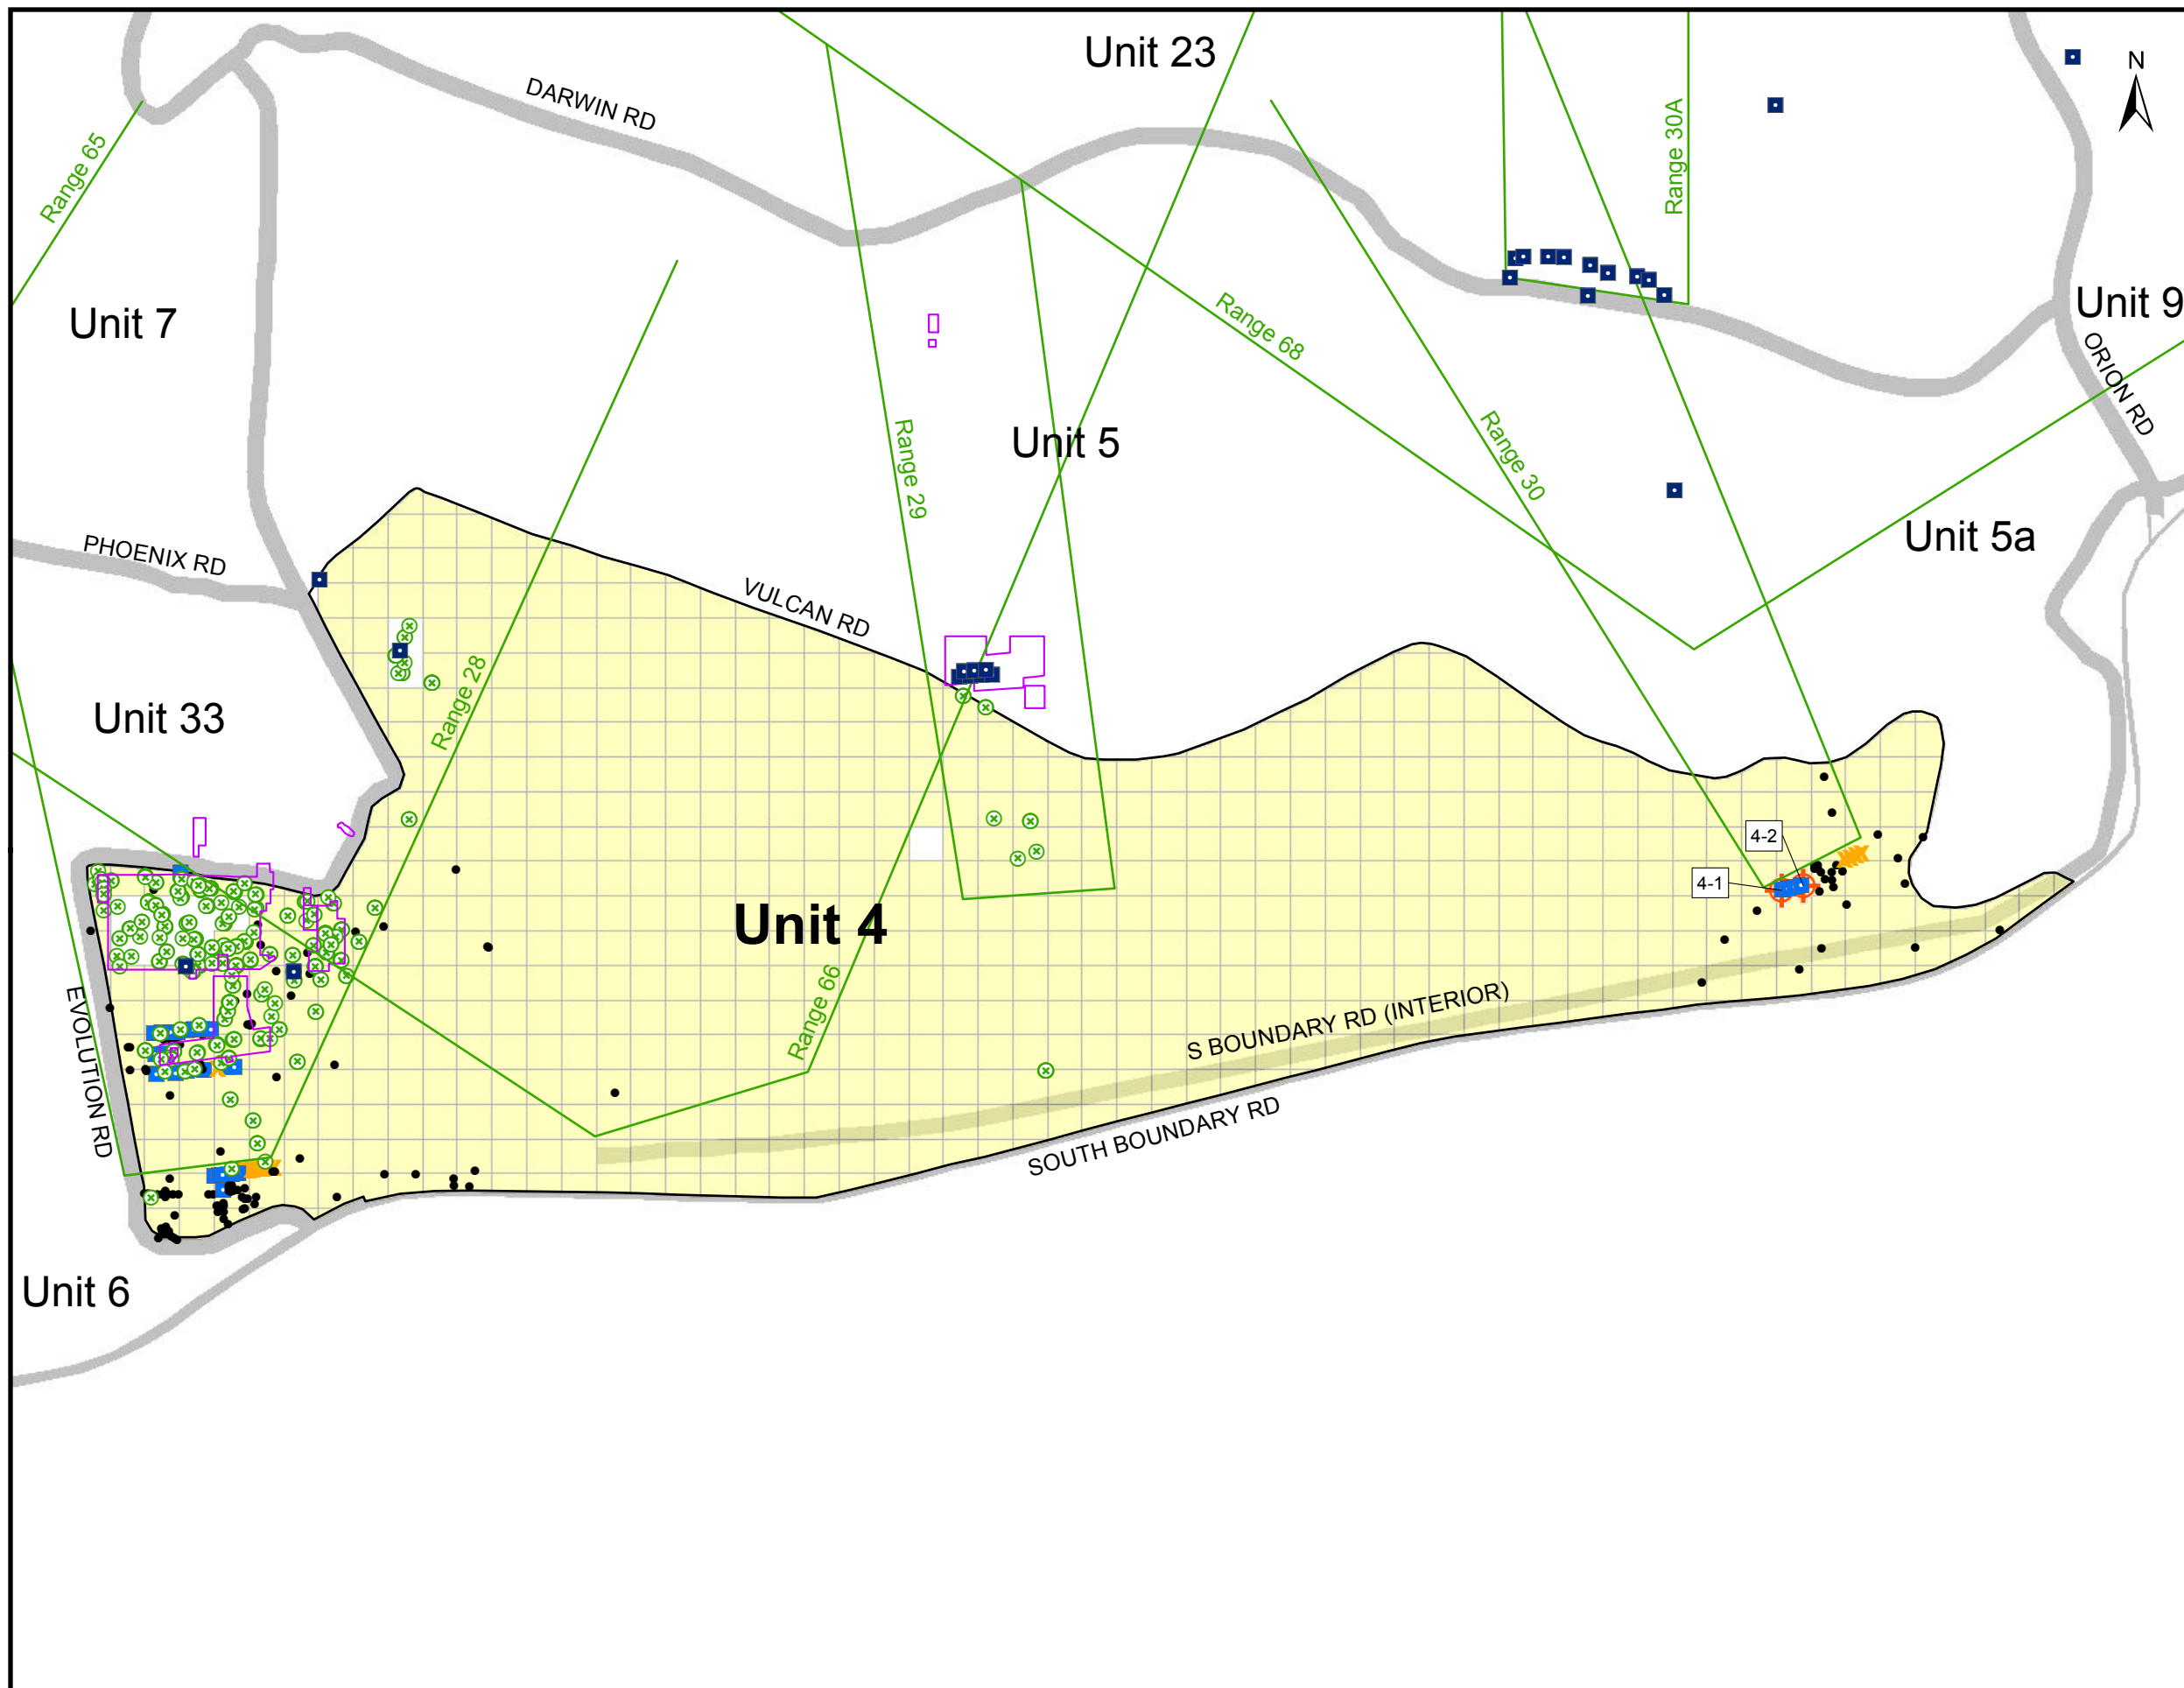 Unit 23
N
DARWIN RD
Range 30A
Range 65
Unit 7
Unit 9
Range 68
ORION RD
Unit 5
Range 29
Range 30
Unit 5a
PHOENIX RD
VULCAN RD
Range 28
Unit 33
4-2
4-1
Unit 4
Range 66
EVOLUTION RD
S BOUNDARY RD (INTERIOR)
SOUTH BOUNDARY RD
Unit 6